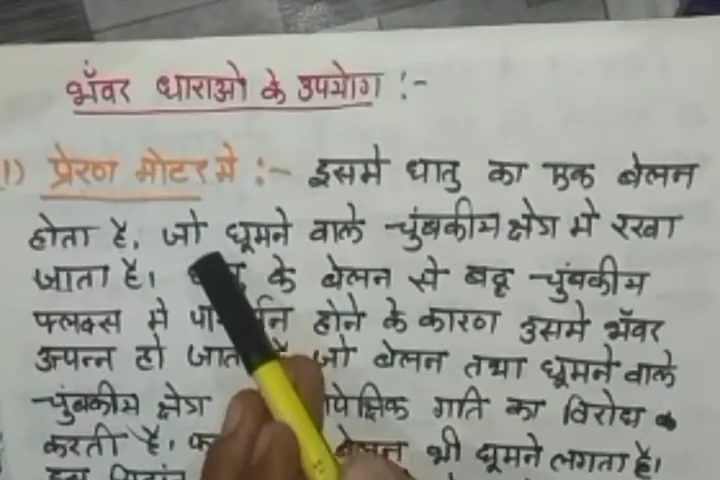 भँवर धाराओ के उपयोग :-
1) प्रेरण मोटर मे :- इसमे धातु का एक बेलन
होता है, जो घूमने वाले चुंबकीय क्षेत्र मे रखा
जाता है। के बेलन से बद्ध चुंबकीय
फ्लक्स मे होने के कारण उसमे भँवर
उत्पन्न हो जो बेलन तथा घूमने वाले
चुंबकीय क्षेत्र गति का विरोध
करती है। बेलन भी घूमने लगता है।